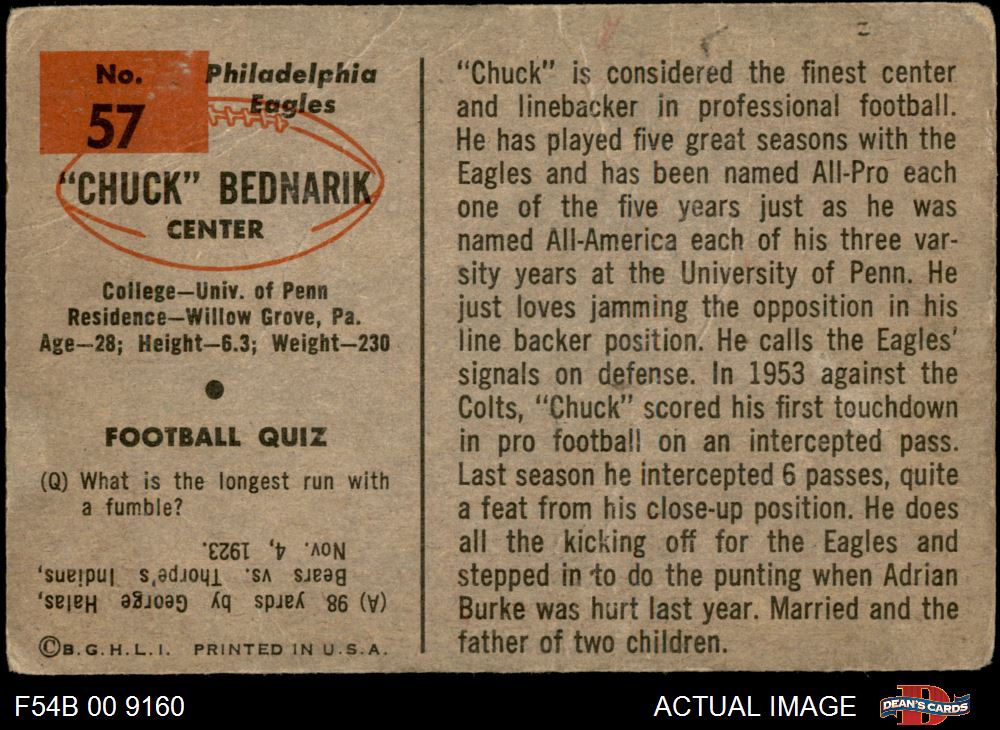 No.
57
Philadelphia
Eagles
“CHUCK” BEDNARIK
CENTER
College—Univ. of Penn
Residence—Willow Grove, Pa.
Age—28; Height—6.3; Weight—230
FOOTBALL QUIZ
(Q) What is the longest run with
a fumble?
(A) 98 yards by George Halas,
Bears vs. Thorpe's Indians,
Nov. 4, 1923.
©B.G.H.L.I. PRINTED IN U.S.A.
“Chuck” is considered the finest center
and linebacker in professional football.
He has played five great seasons with the
Eagles and has been named All-Pro each
one of the five years just as he was
named All-America each of his three var-
sity years at the University of Penn. He
just loves jamming the opposition in his
line backer position. He calls the Eagles’
signals on defense. In 1953 against the
Colts, “Chuck” scored his first touchdown
in pro football on an intercepted pass.
Last season he intercepted 6 passes, quite
a feat from his close-up position. He does
all the kicking off for the Eagles and
stepped in to do the punting when Adrian
Burke was hurt last year. Married and the
father of two children.
F54B 00 9160
ACTUAL IMAGE
D
DEAN'S CARDS